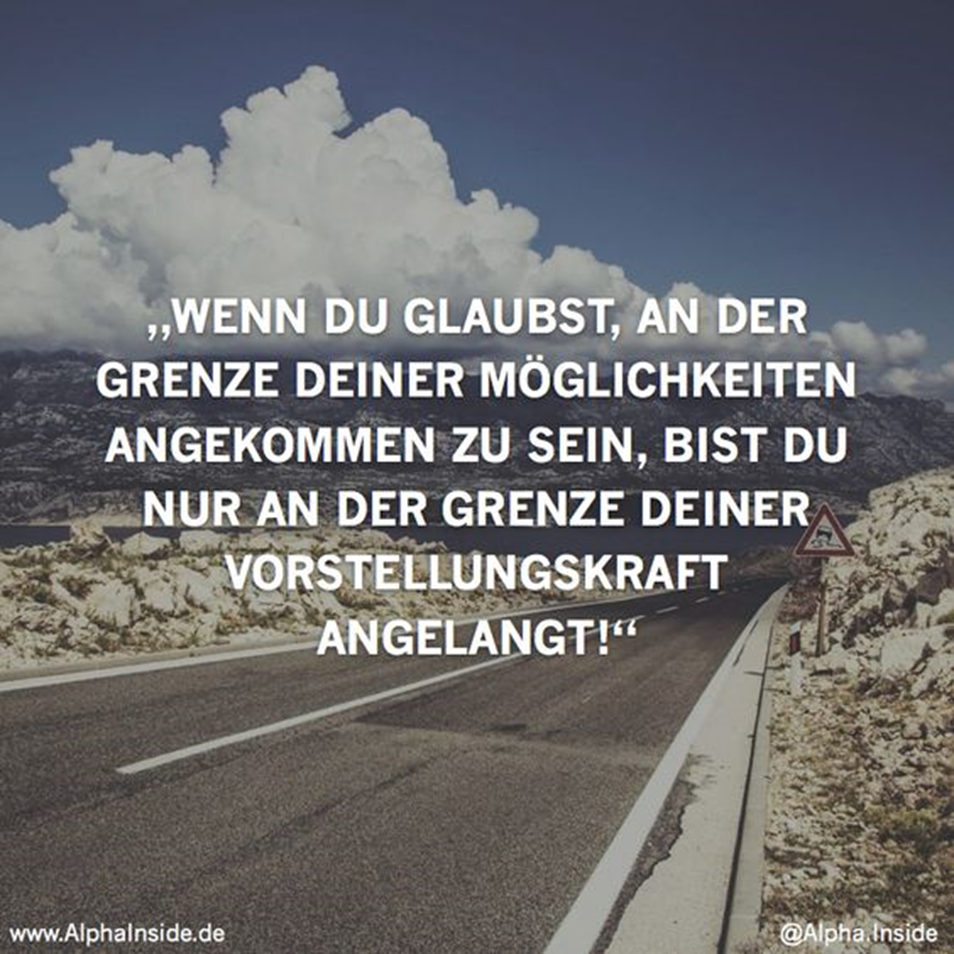 ,,WENN DU GLAUBST, AN DER
GRENZE DEINER MÖGLICHKEITEN
ANGEKOMMEN ZU SEIN, BIST DU
NUR AN DER GRENZE DEINER
VORSTELLUNGSKRAFT
ANGELANGT!“
www.AlphaInside.de
@Alpha.Inside